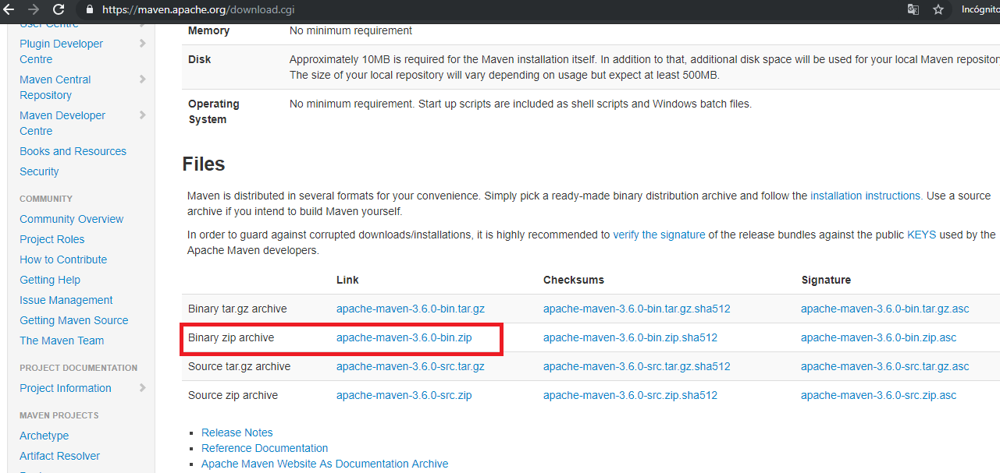 https://maven.apache.org/download.cgi
Incógnito
User Centre
Plugin Developer
Centre
Maven Central
Repository
Maven Developer
Centre
Books and Resources
Security
COMMUNITY
Community Overview
Project Roles
How to Contribute
Getting Help
Issue Management
Getting Maven Source
The Maven Team
PROJECT DOCUMENTATION
Project Information
MAVEN PROJECTS
Archetype
Artifact Resolver
Memory No minimum requirement
Disk Approximately 10MB is required for the Maven installation itself. In addition to that, additional disk space will be used for your local Maven repository
The size of your local repository will vary depending on usage but expect at least 500MB.
Operating No minimum requirement. Start up scripts are included as shell scripts and Windows batch files.
System
Files
Maven is distributed in several formats for your convenience. Simply pick a ready-made binary distribution archive and follow the installation instructions. Use a source
archive if you intend to build Maven yourself.
In order to guard against corrupted downloads/installations, it is highly recommended to verify the signature of the release bundles against the public KEYS used by the
Apache Maven developers.
Link Checksums Signature
Binary tar.gz archive apache-maven-3.6.0-bin.tar.gz apache-maven-3.6.0-bin.tar.gz.sha512 apache-maven-3.6.0-bin.tar.gz.asc
Binary zip archive apache-maven-3.6.0-bin.zip apache-maven-3.6.0-bin.zip.sha512 apache-maven-3.6.0-bin.zip.asc
Source tar.gz archive apache-maven-3.6.0-src.tar.gz apache-maven-3.6.0-src.tar.gz.sha512 apache-maven-3.6.0-src.tar.gz.asc
Source zip archive apache-maven-3.6.0-src.zip apache-maven-3.6.0-src.zip.sha512 apache-maven-3.6.0-src.zip.asc
Release Notes
Reference Documentation
Apache Maven Website As Documentation Archive